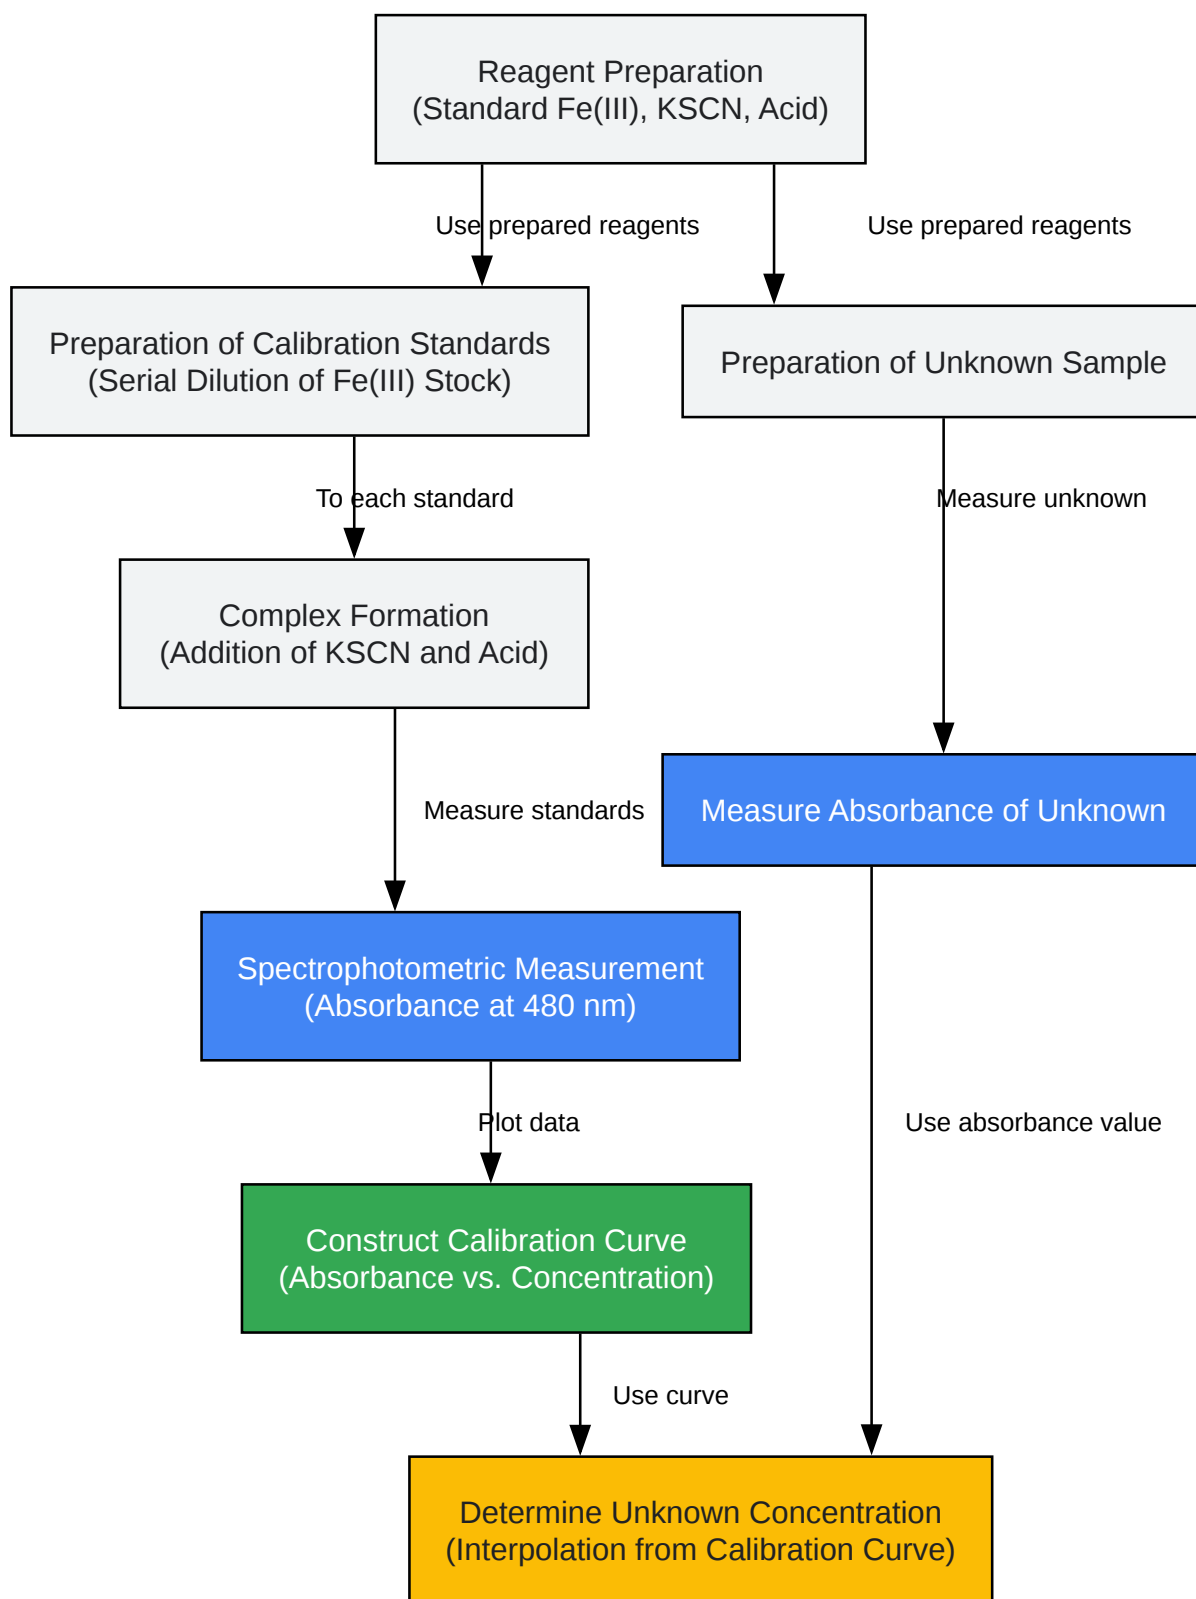 Reagent Preparation
(Standard Fe(III), KSCN, Acid)
Use prepared reagents
Use prepared reagents
Preparation of Calibration Standards
(Serial Dilution of Fe(III) Stock)
Preparation of Unknown Sample
To each standard
Measure unknown
Complex Formation
(Addition of KSCN and Acid)
Measure standards
Measure Absorbance of Unknown
Spectrophotometric Measurement
(Absorbance at 480 nm)
Plot data
Use absorbance value
Construct Calibration Curve
(Absorbance vs. Concentration)
Use curve
Determine Unknown Concentration
(Interpolation from Calibration Curve)